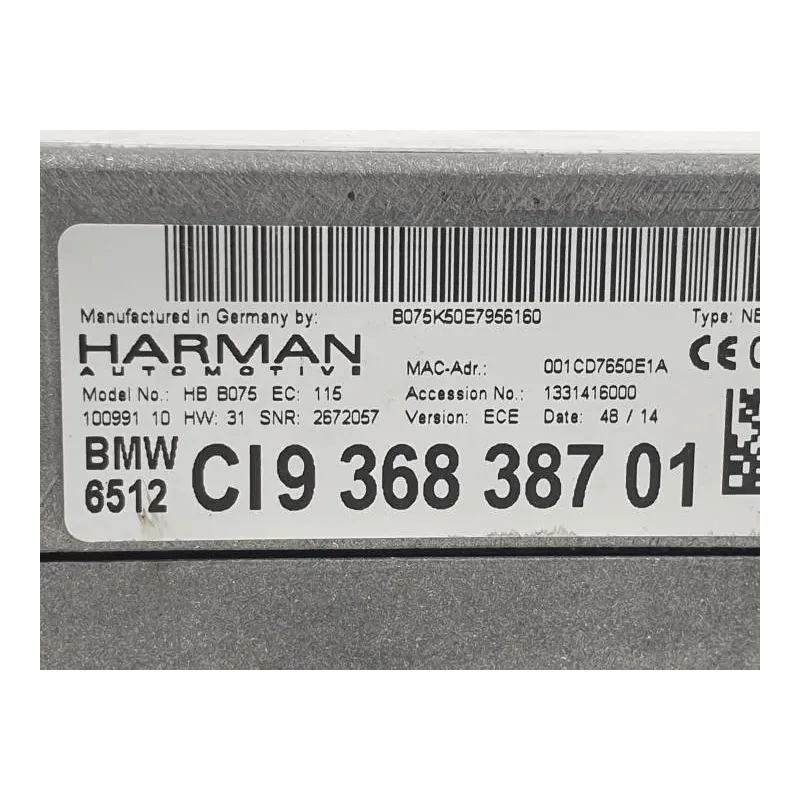 Manufactured in Germany by: B075K50E7956160 Type:
HARMAN
AUTOMOTIVE
MAC-Adr.: 001CD7650E1A CE
Model No.: HB B075 EC: 115 Accession No.: 1331416000
100991 10 HW: 31 SNR: 2672057 Version: ECE Date: 48 / 14
BMW
6512
CI9 368 387 01